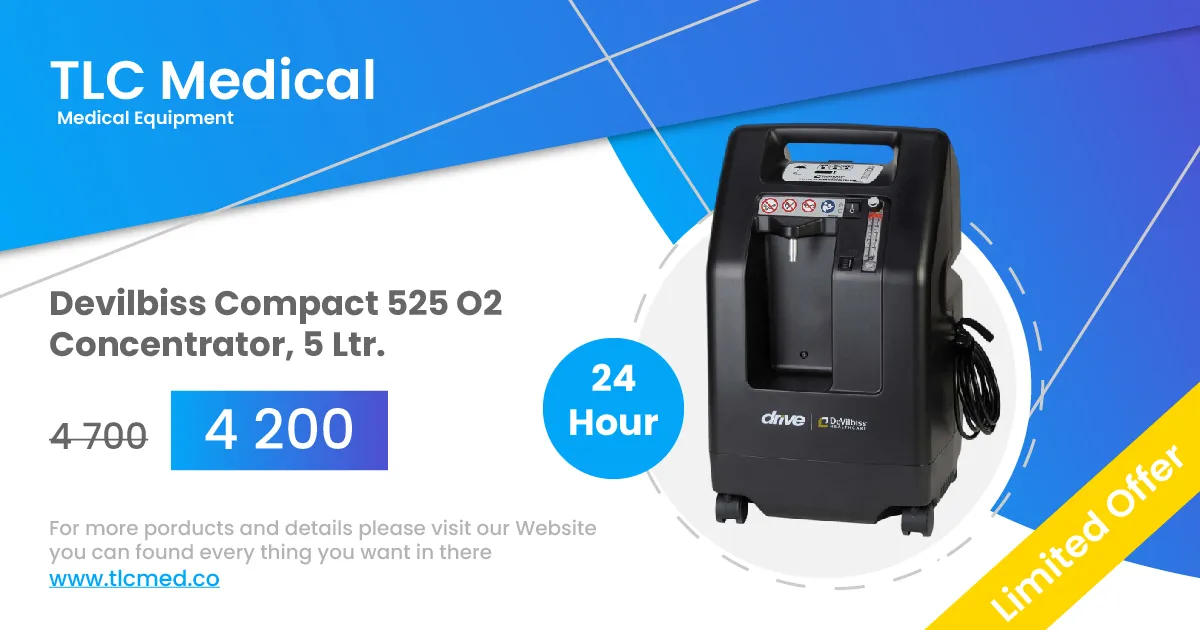 TLC Medical
Medical Equipment
Devilbiss Compact 525 O2
Concentrator, 5 Ltr.
4 700
4 200
24
Hour
drive
DeVilbiss
HEALTHCARE
For more porducts and details please visit our Website
you can found every thing you want in there
www.tlcmed.co
Limited Offer